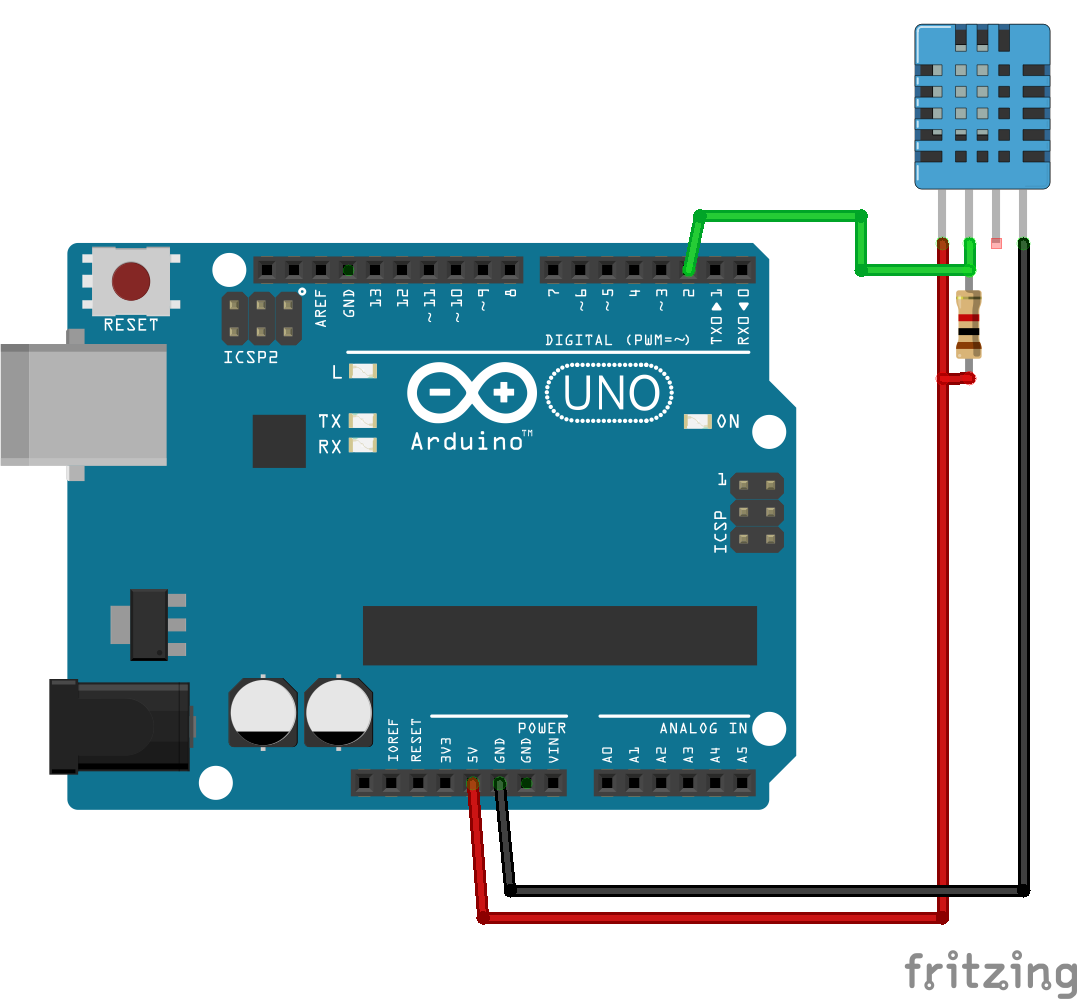 RESET
ICSP2
AREF
GND
13
12
~11
~10
~9
8
7
~6
~5
4
~3
2
TX0▶1
RX0◀0
DIGITAL (PWM=~)
L
TX
RX
UNO
Arduino™
ON
1
ICSP
IOREF
RESET
3V3
5V
GND
GND
VIN
POWER
ANALOG IN
A0
A1
A2
A3
A4
A5
fritzing